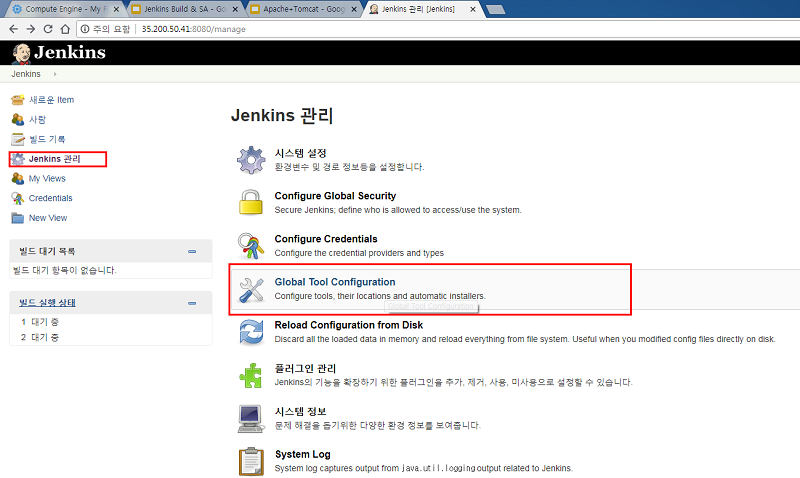 Compute Engine - My F
Jenkins Build & SA - Go
Apache+Tomcat - Goog
Jenkins 관리 [Jenkins]
주의 요함 35.200.50.41:8080/manage
Jenkins
Jenkins
새로운 Item
사람
빌드 기록
Jenkins 관리
My Views
Credentials
New View
빌드 대기 목록
빌드 대기 항목이 없습니다.
빌드 실행 상태
1 대기 중
2 대기 중
Jenkins 관리
시스템 설정
환경변수 및 경로 정보등을 설정합니다.
Configure Global Security
Secure Jenkins; define who is allowed to access/use the system.
Configure Credentials
Configure the credential providers and types
Global Tool Configuration
Configure tools, their locations and automatic installers.
Global Tool Configuration
Reload Configuration from Disk
Discard all the loaded data in memory and reload everything from file system. Useful when you modified config files directly on disk.
플러그인 관리
Jenkins의 기능을 확장하기 위한 플러그인을 추가, 제거, 사용, 미사용으로 설정할 수 있습니다.
시스템 정보
문제 해결을 돕기위한 다양한 환경 정보를 보여줍니다.
System Log
System log captures output from java.util.logging output related to Jenkins.